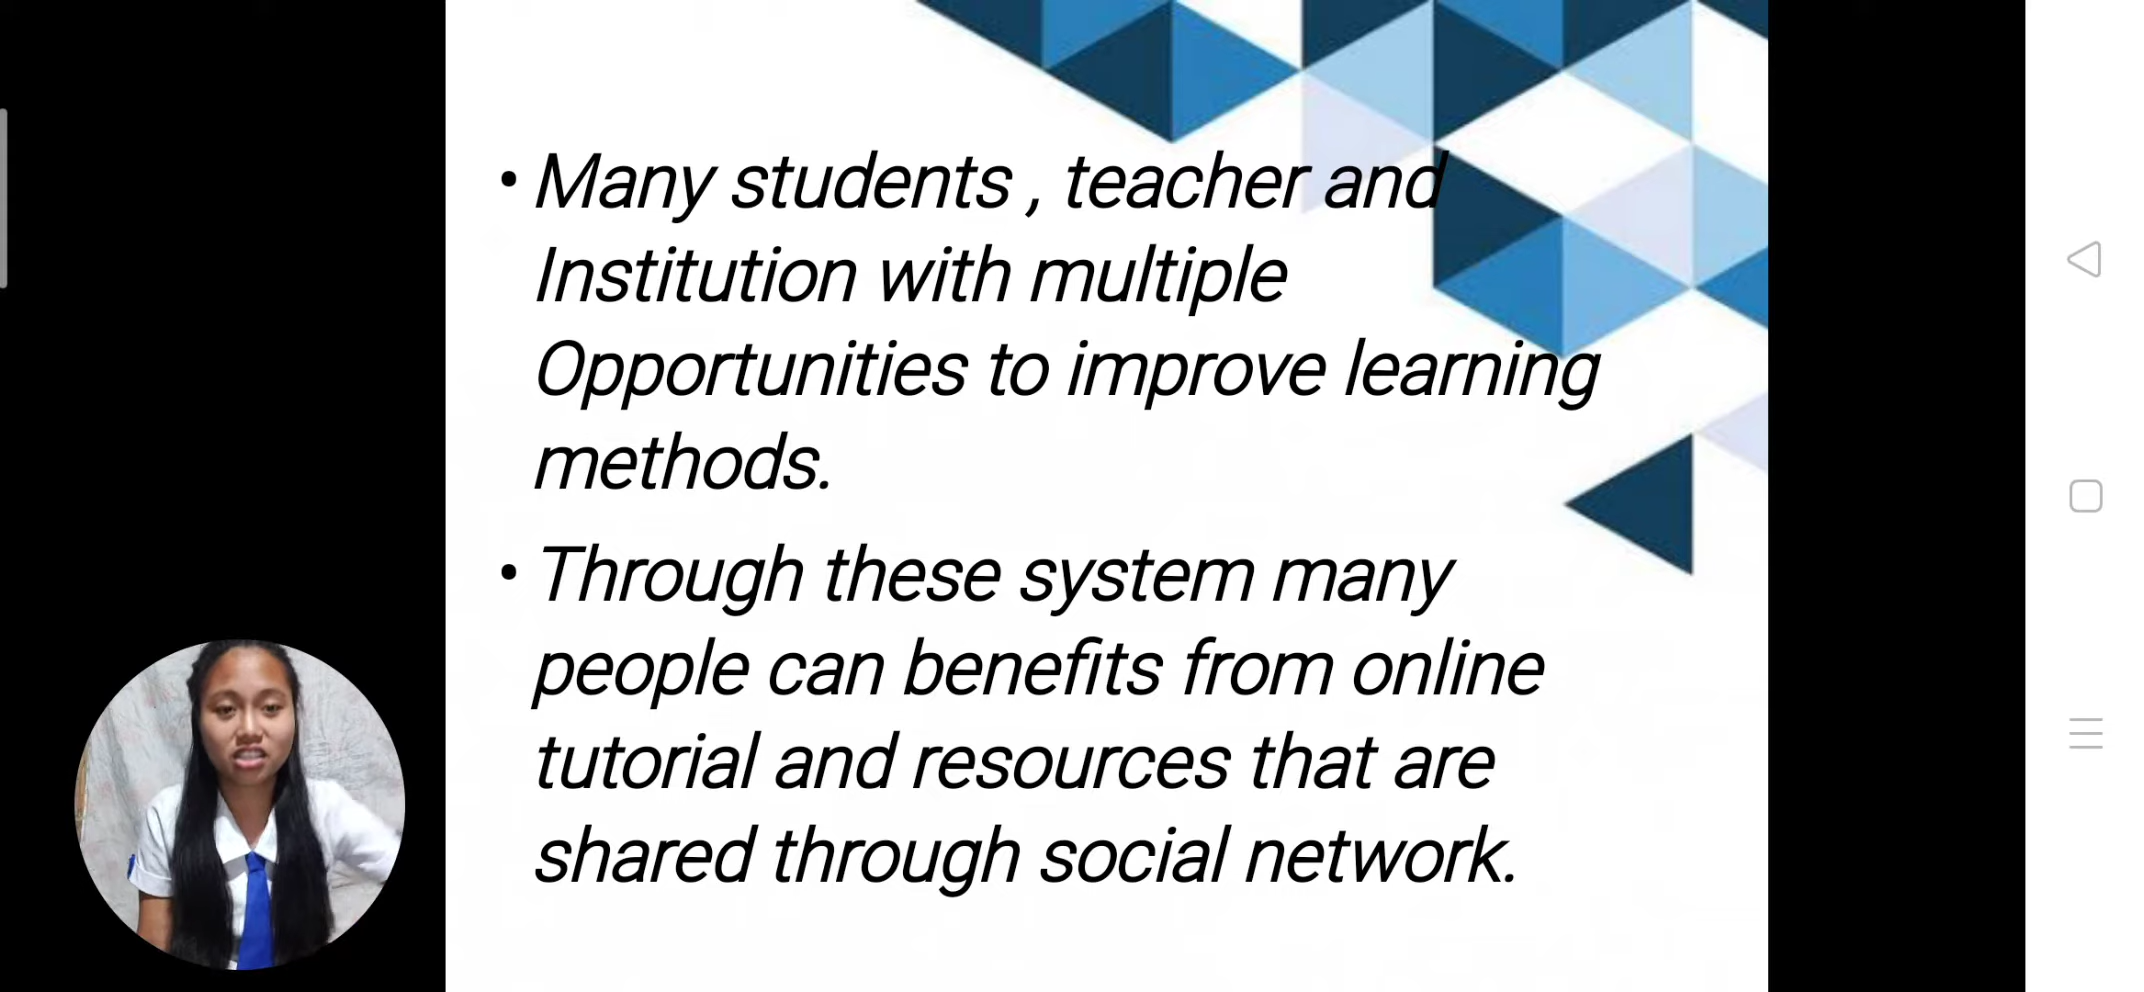 • Many students , teacher and
Institution with multiple
Opportunities to improve learning
methods.
• Through these system many
people can benefits from online
tutorial and resources that are
shared through social network.